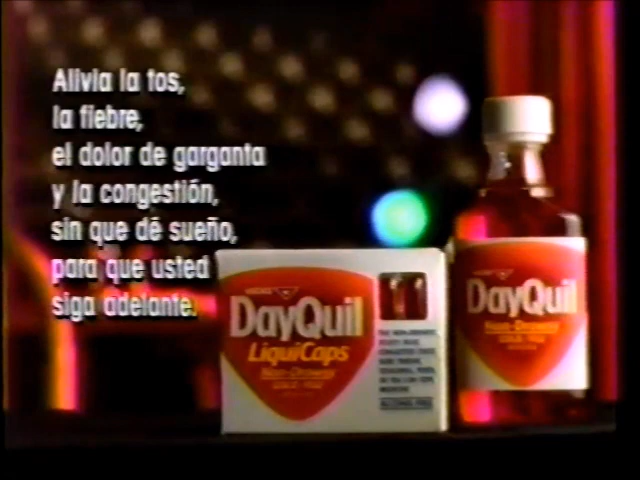 Alivia la tos,
la fiebre,
el dolor de garganta
y la congestión,
sin que dé sueño,
para que usted
siga adelante.
DayQuil
LiquiCaps
Non-Drowsy
DayQuil
Non-Drowsy